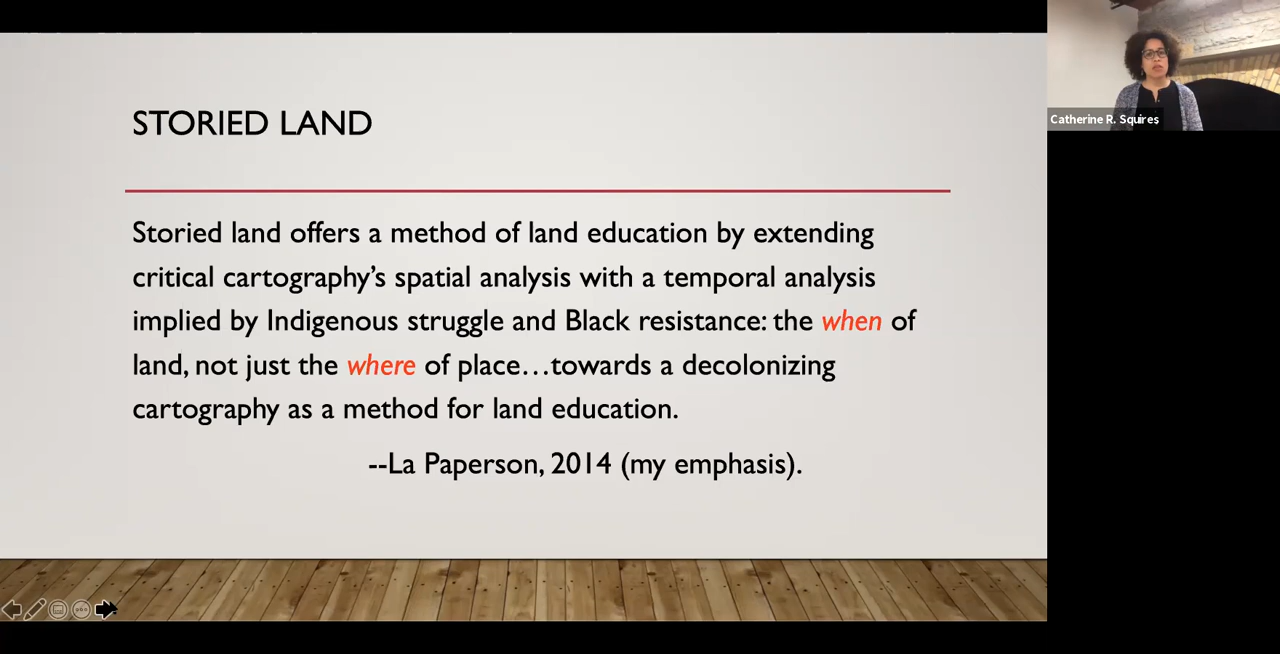 STORIED LAND
Storied land offers a method of land education by extending
critical cartography’s spatial analysis with a temporal analysis
implied by Indigenous struggle and Black resistance: the when of
land, not just the where of place…towards a decolonizing
cartography as a method for land education.
--La Paperson, 2014 (my emphasis).
Catherine R. Squires